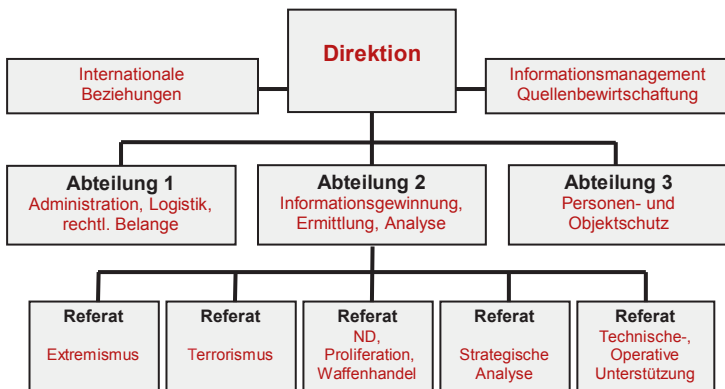 Direktion
Internationale
Beziehungen
Informationsmanagement
Quellenbewirtschaftung
Abteilung 1
Administration, Logistik,
rechtl. Belange
Abteilung 2
Informationsgewinnung,
Ermittlung, Analyse
Abteilung 3
Personen- und
Objektschutz
Referat
Extremismus
Referat
Terrorismus
Referat
ND,
Proliferation,
Waffenhandel
Referat
Strategische
Analyse
Referat
Technische-,
Operative
Unterstützung